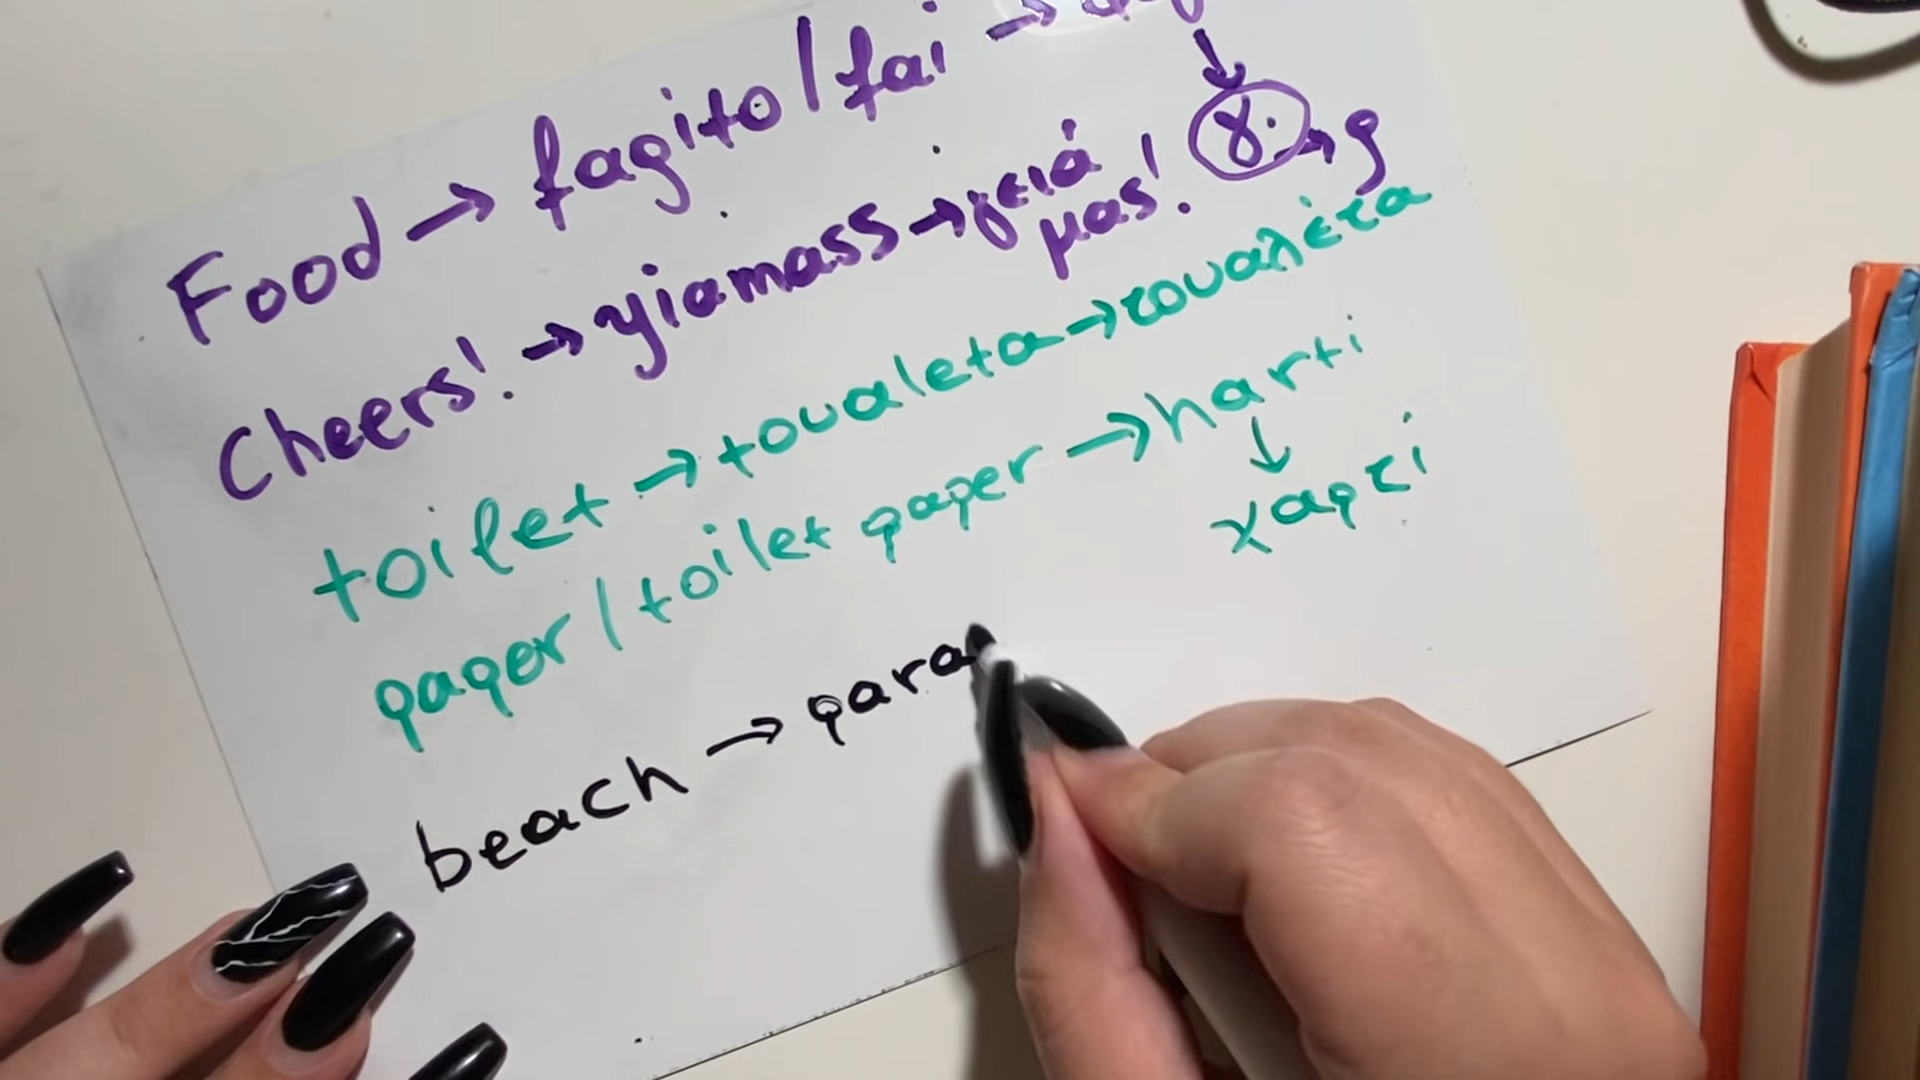 Food → fagito/fai →
↓
γ → g
Cheers! → yiamass → γειά μας!
toilet → toualeta → τουαλέτα
paper/toilet paper → harti
↓
χαρτί
beach → para